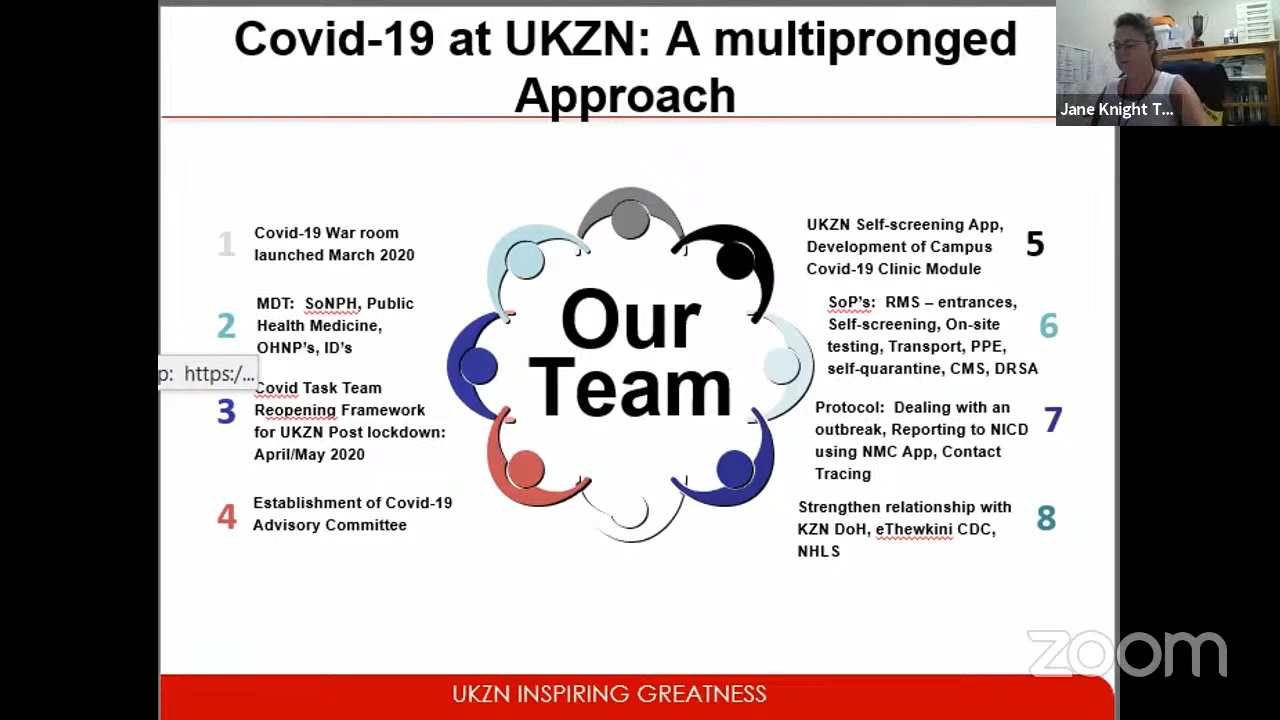 Covid-19 at UKZN: A multipronged
Approach
Jane Knight T...
1
Covid-19 War room
launched March 2020
2
MDT: SoNPH, Public
Health Medicine,
OHNP's, ID's
p: https:/...
3
Covid Task Team
Reopening Framework
for UKZN Post lockdown:
April/May 2020
4
Establishment of Covid-19
Advisory Committee
Our
Team
UKZN Self-screening App,
Development of Campus
Covid-19 Clinic Module
5
SoP's: RMS – entrances,
Self-screening, On-site
testing, Transport, PPE,
self-quarantine, CMS, DRSA
6
Protocol: Dealing with an
outbreak, Reporting to NICD
using NMC App, Contact
Tracing
7
Strengthen relationship with
KZN DoH, eThewkini CDC,
NHLS
8
zoom
UKZN INSPIRING GREATNESS